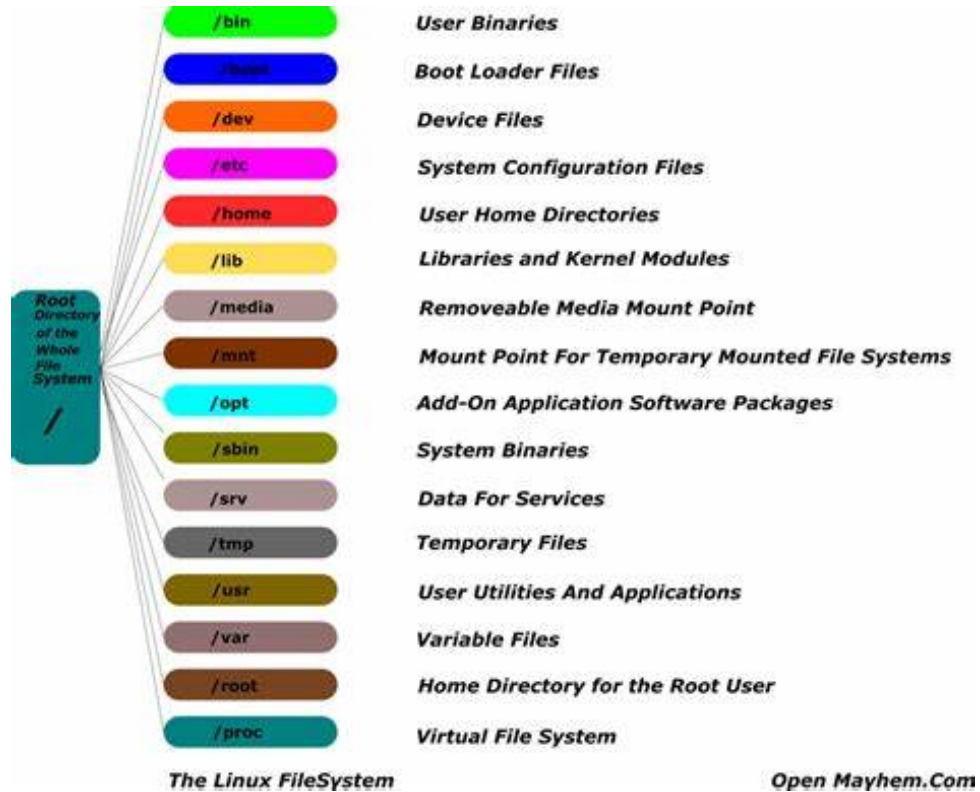 /bin User Binaries
/boot Boot Loader Files
/dev Device Files
/etc System Configuration Files
/home User Home Directories
/lib Libraries and Kernel Modules
/media Removeable Media Mount Point
/mnt Mount Point For Temporary Mounted File Systems
/opt Add-On Application Software Packages
/sbin System Binaries
/srv Data For Services
/tmp Temporary Files
/usr User Utilities And Applications
/var Variable Files
/root Home Directory for the Root User
/proc Virtual File System
Root
Directory
of the
Whole
File
System
/
The Linux FileSystem
Open Mayhem.Com